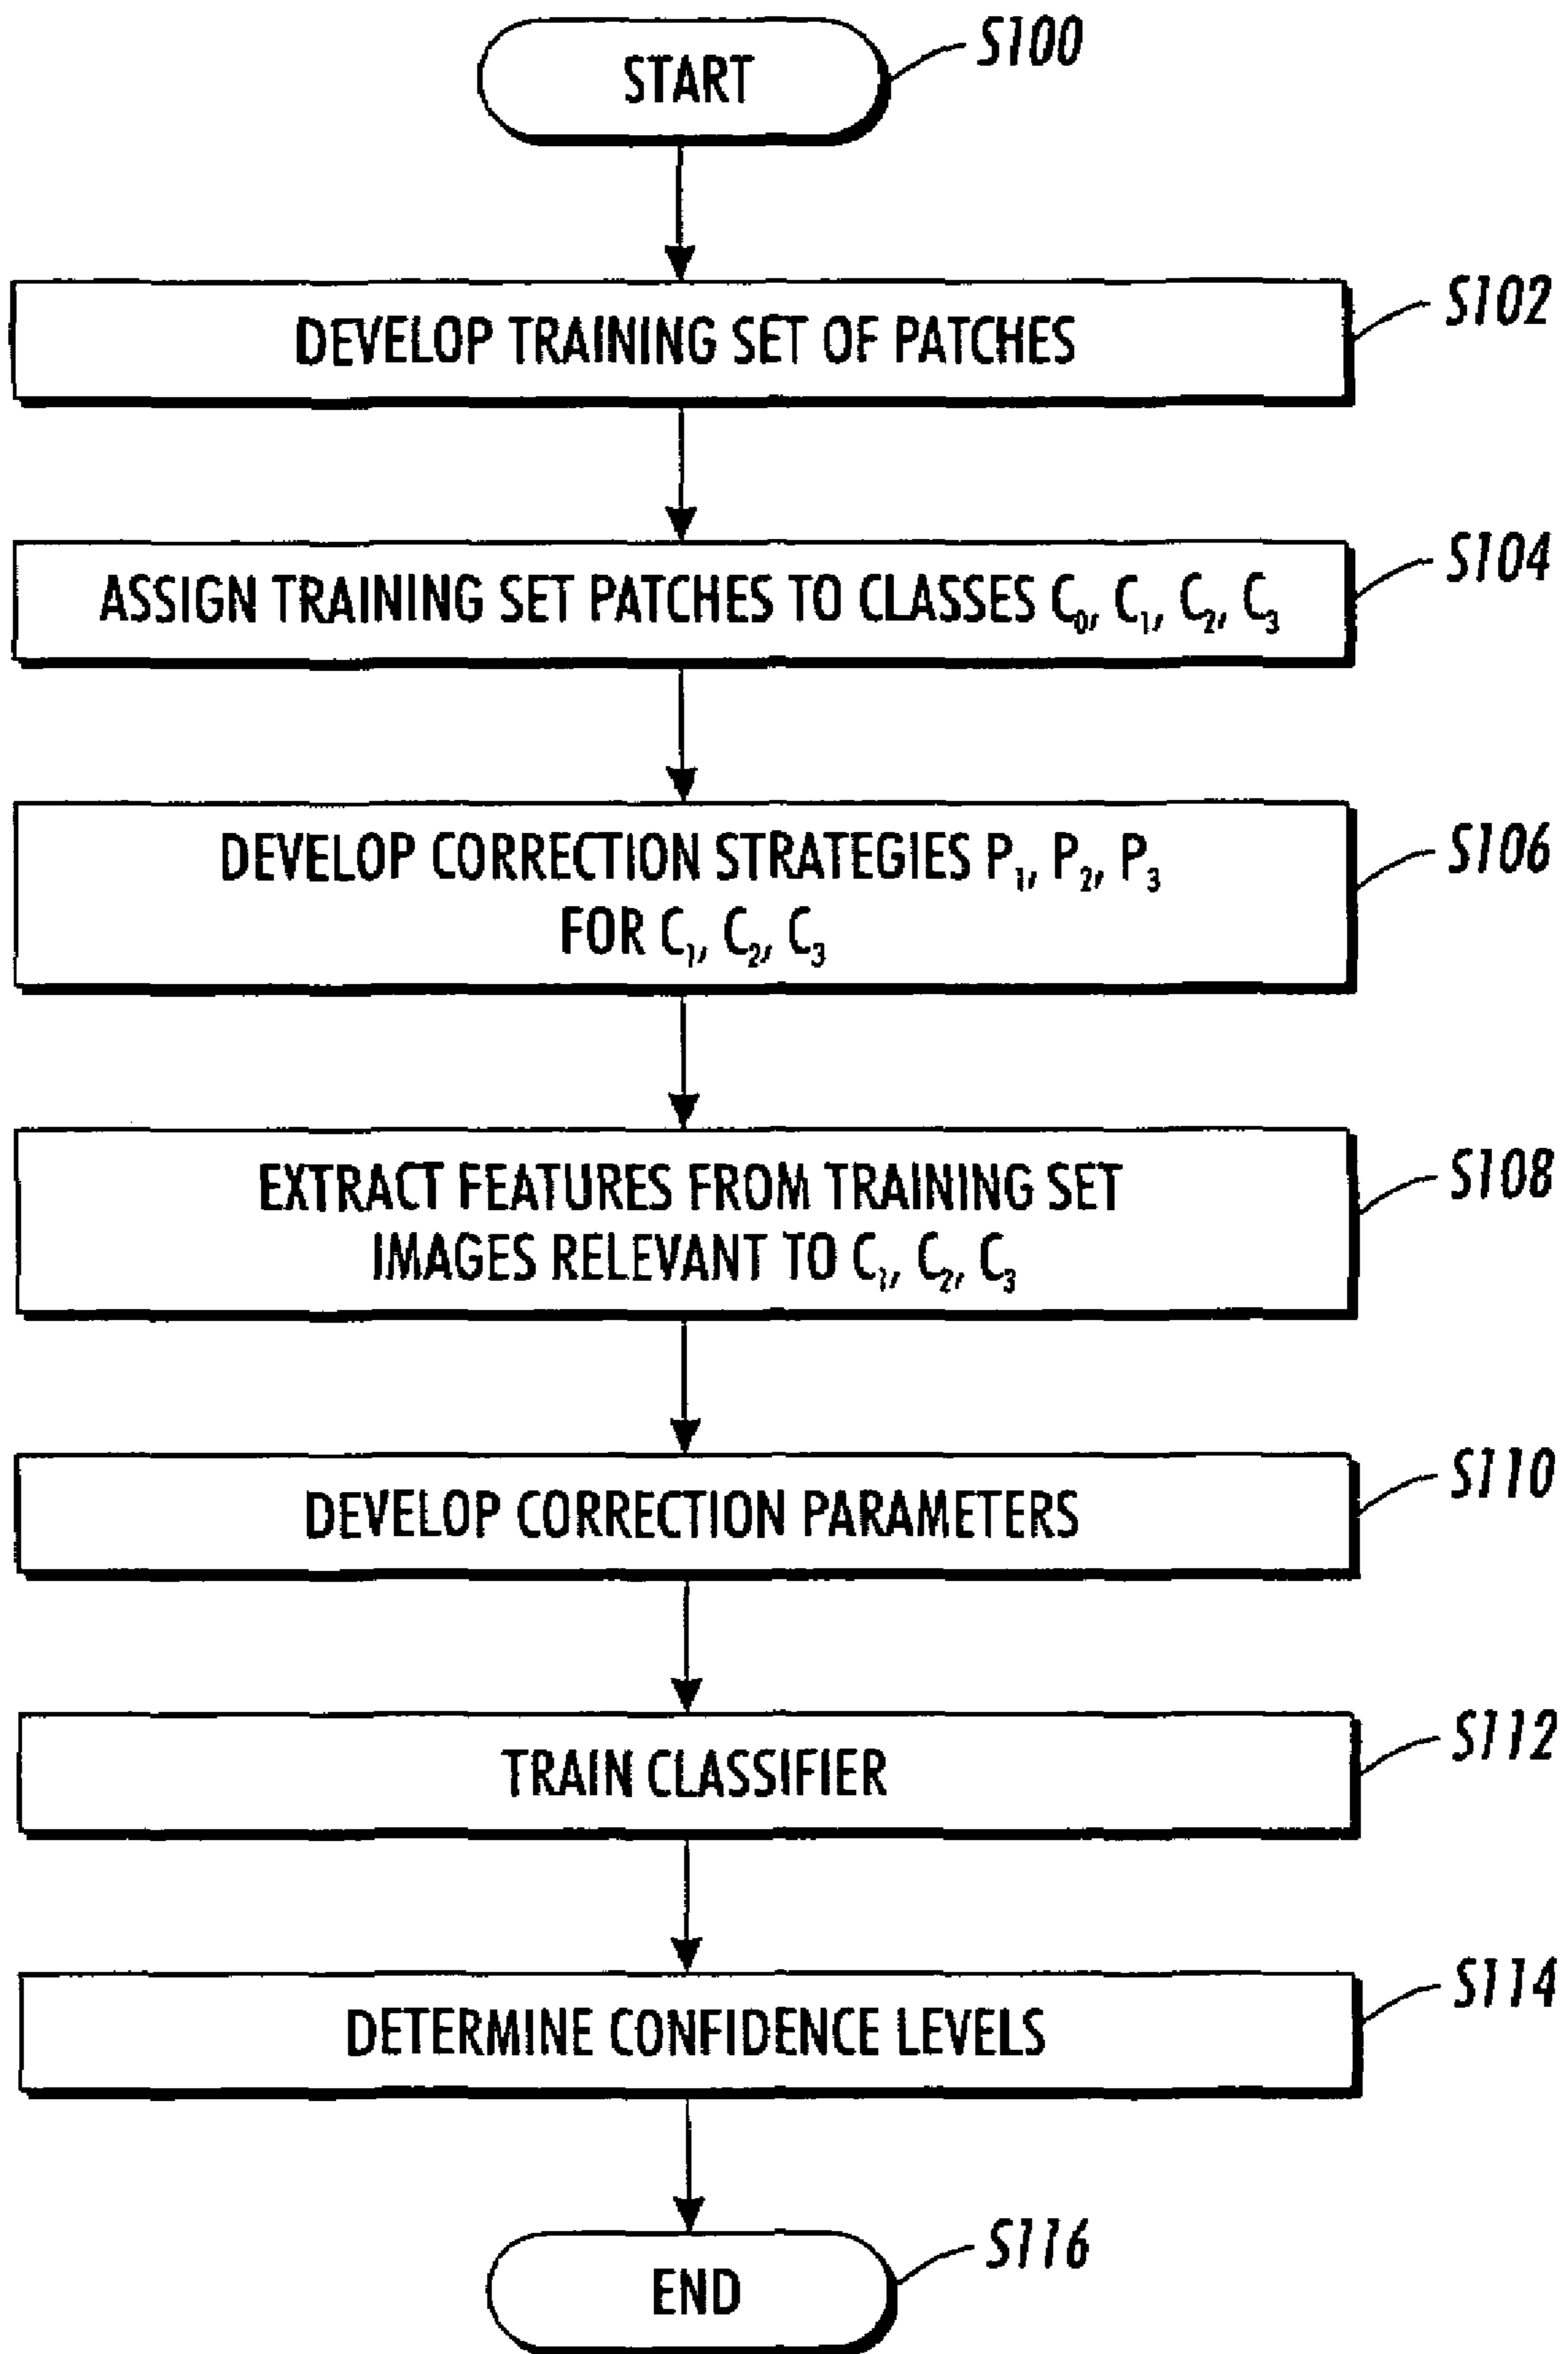 START
S100
DEVELOP TRAINING SET OF PATCHES
S102
ASSIGN TRAINING SET PATCHES TO CLASSES C₀, C₁, C₂, C₃
S104
DEVELOP CORRECTION STRATEGIES P₁, P₂, P₃
FOR C₁, C₂, C₃
S106
EXTRACT FEATURES FROM TRAINING SET
IMAGES RELEVANT TO C₁, C₂, C₃
S108
DEVELOP CORRECTION PARAMETERS
S110
TRAIN CLASSIFIER
S112
DETERMINE CONFIDENCE LEVELS
S114
END
S116